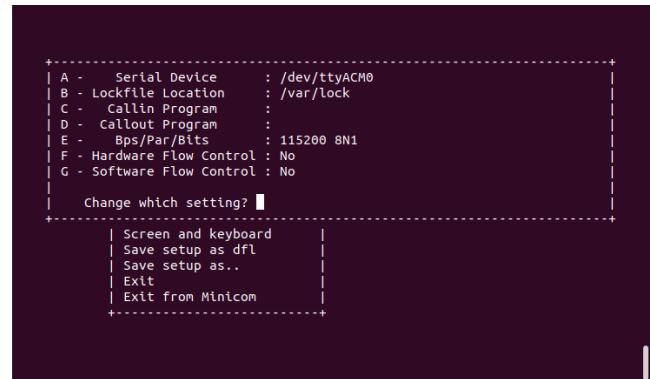 A - Serial Device : /dev/ttyACM0
B - Lockfile Location : /var/lock
C - Callin Program :
D - Callout Program :
E - Bps/Par/Bits : 115200 8N1
F - Hardware Flow Control : No
G - Software Flow Control : No
Change which setting?
Screen and keyboard
Save setup as dfl
Save setup as..
Exit
Exit from Minicom